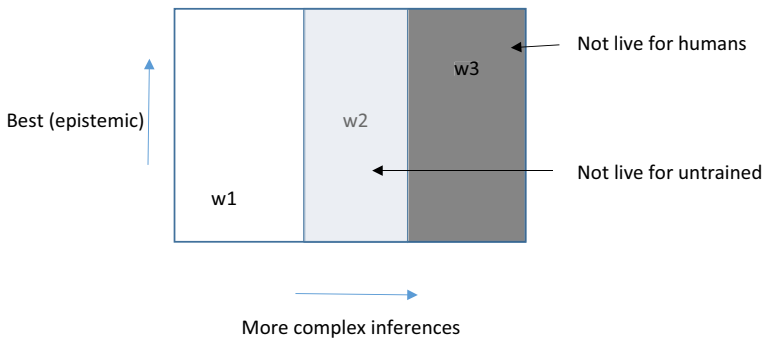 Not live for humans
w3
Best (epistemic)
w2
Not live for untrained
w1
More complex inferences